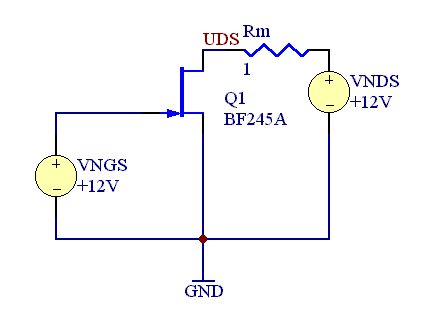 UDS
Rm
1
VNDS
+12V
Q1
BF245A
VNGS
+12V
GND